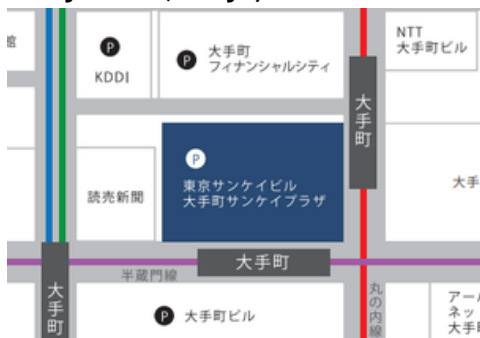 館
P
KDDI
P
大手町
フィナンシャルシティ
NTT
大手町ビル
大手町
P
東京サンケイビル
大手町サンケイプラザ
読売新聞
大手
大手町
半蔵門線
大手町
P
大手町ビル
丸の内線
アール
ネッ
大手町